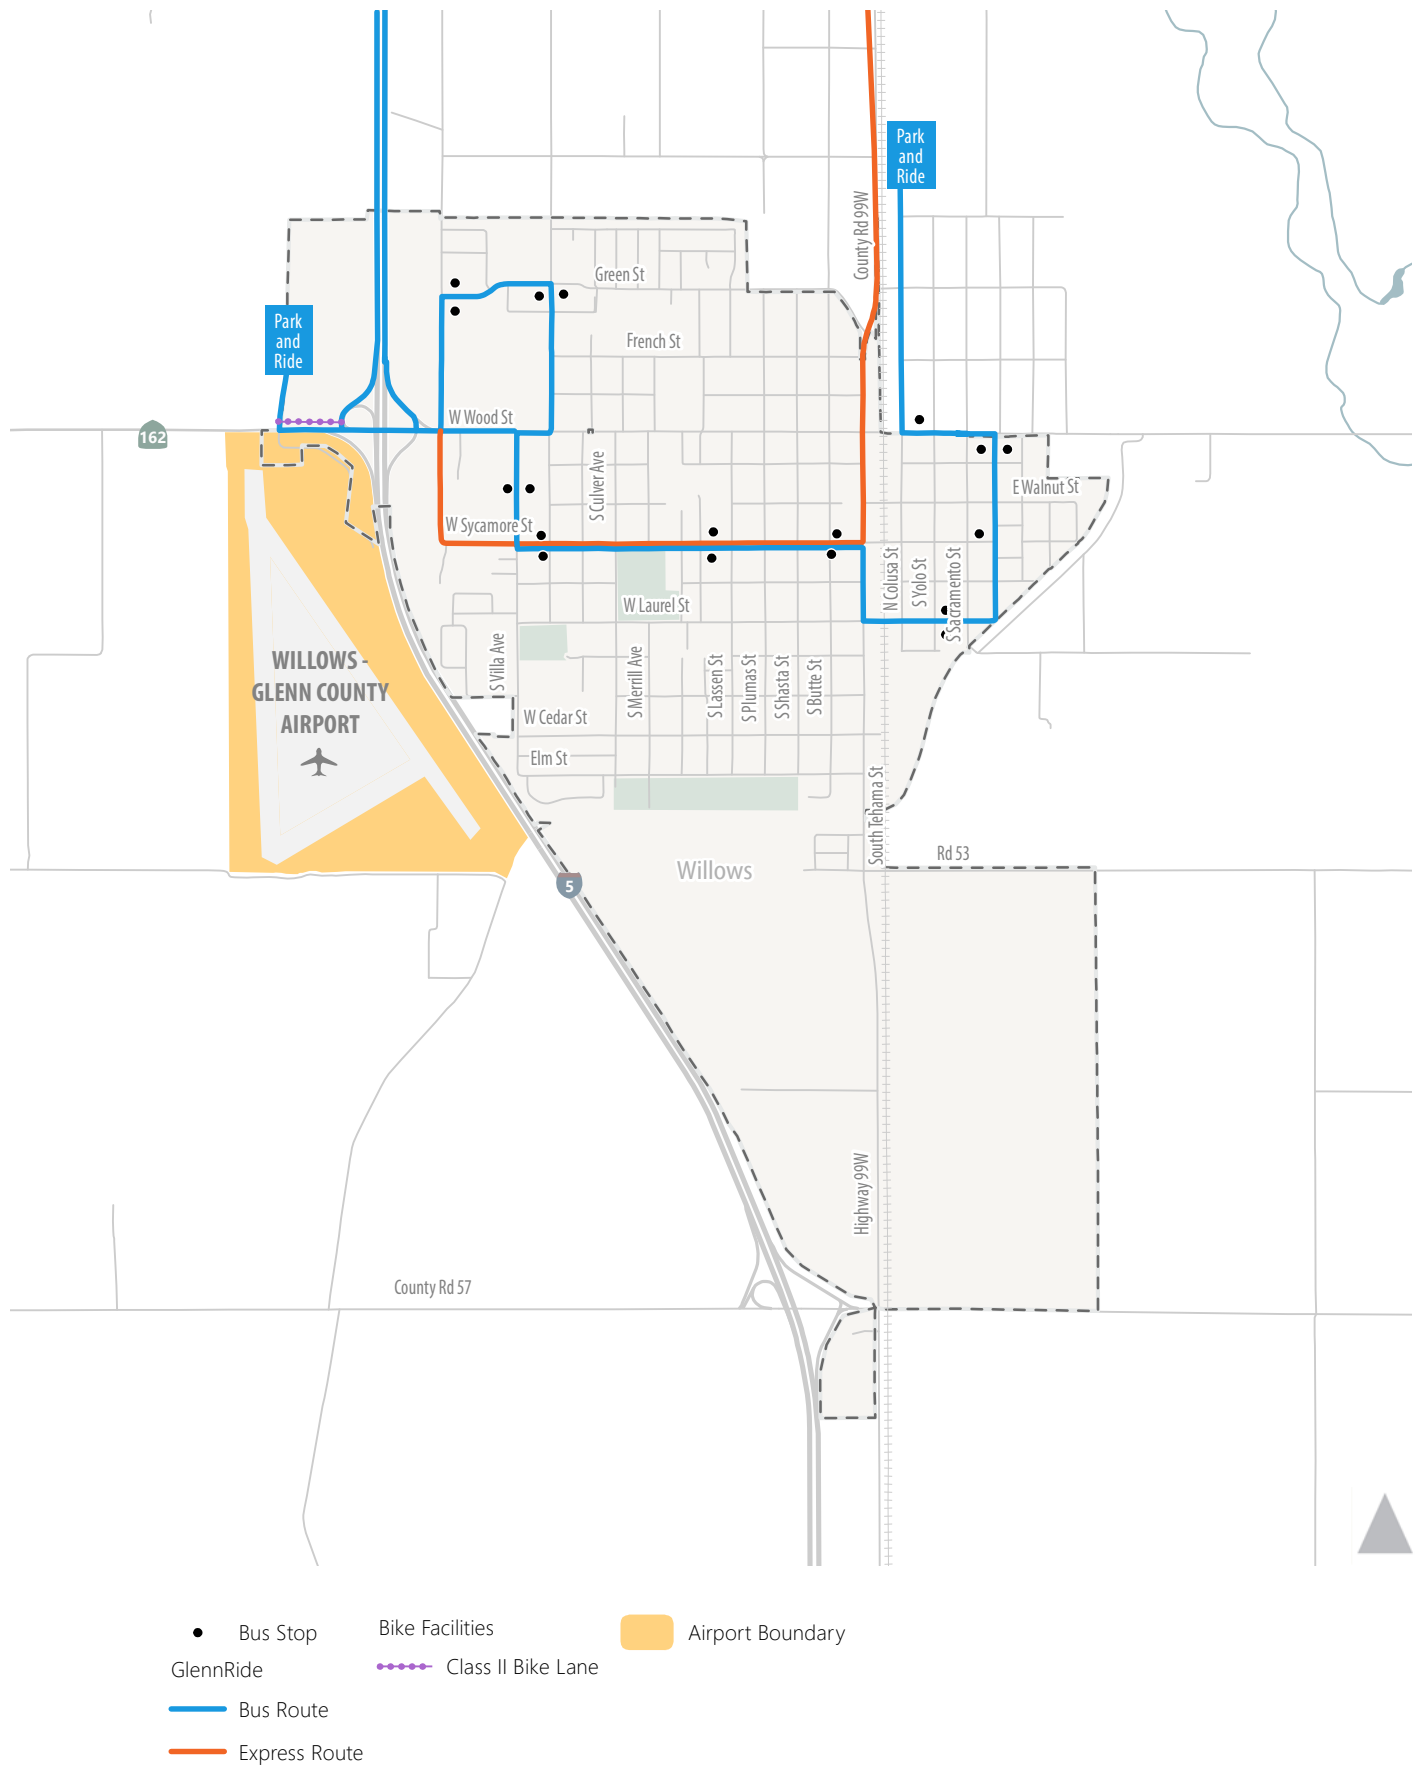 Park
and
Ride
County Rd 99W
Green St
Park
and
Ride
French St
W Wood St
162
S Culver Ave
E Walnut St
W Sycamore St
N Colusa St
S Yolo St
S Sacramento St
W Laurel St
WILLOWS -
GLENN COUNTY
AIRPORT
S Villa Ave
S Merrill Ave
S Lassen St
S Plumas St
S Shasta St
S Butte St
W Cedar St
Elm St
South Tehama St
Rd 53
Willows
5
Highway 99W
County Rd 57
Bus Stop
GlennRide
Bus Route
Express Route
Bike Facilities
Class II Bike Lane
Airport Boundary